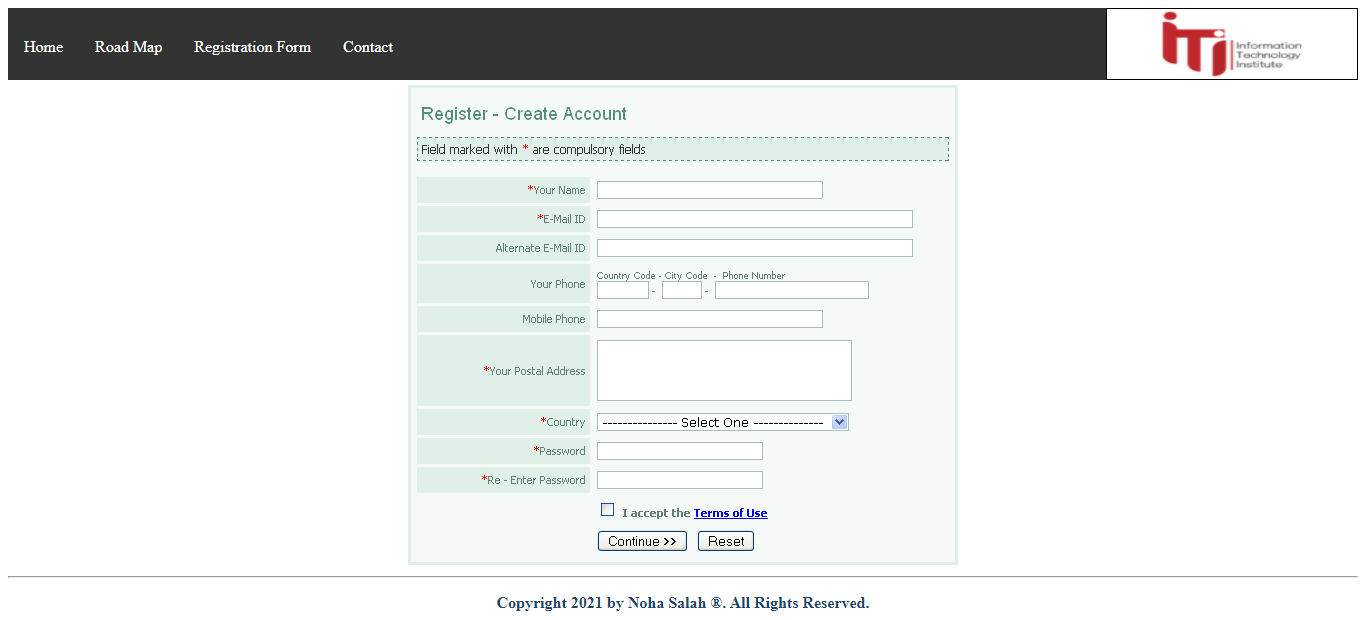 Home Road Map Registration Form Contact
iTi Information
Technology
Institute
Register - Create Account
Field marked with * are compulsory fields
*Your Name
*E-Mail ID
Alternate E-Mail ID
Country Code - City Code - Phone Number
Your Phone - -
Mobile Phone
*Your Postal Address
*Country --------------- Select One --------------
*Password
*Re - Enter Password
I accept the Terms of Use
Continue >> Reset
Copyright 2021 by Noha Salah ®. All Rights Reserved.